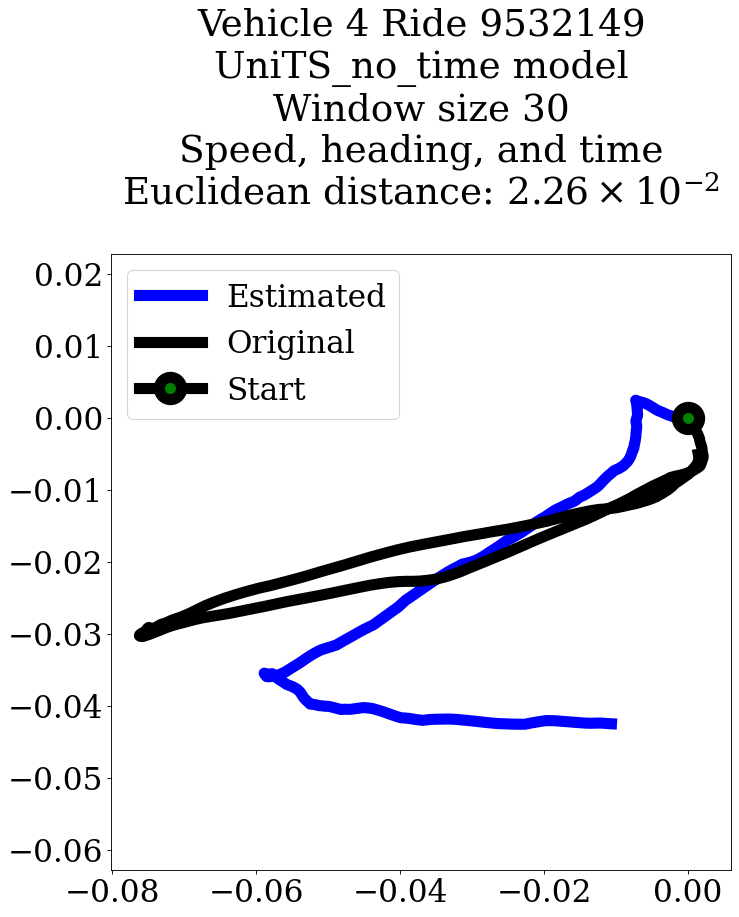 Vehicle 4 Ride 9532149
UniTS_no_time model
Window size 30
Speed, heading, and time
Euclidean distance: 2.26 × 10⁻²
Estimated
Original
Start
0.02
0.01
0.00
−0.01
−0.02
−0.03
−0.04
−0.05
−0.06
−0.08 −0.06 −0.04 −0.02 0.00